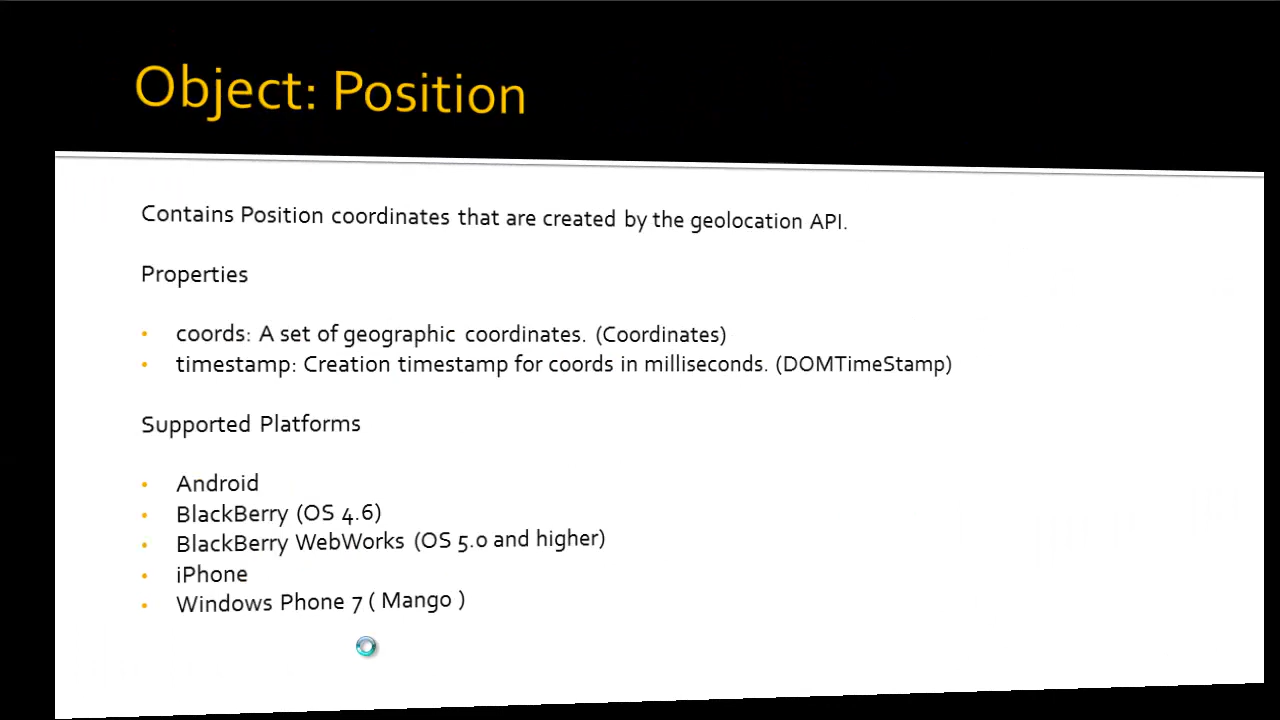 Object: Position
Contains Position coordinates that are created by the geolocation API.
Properties
• coords: A set of geographic coordinates. (Coordinates)
• timestamp: Creation timestamp for coords in milliseconds. (DOMTimeStamp)
Supported Platforms
• Android
• BlackBerry (OS 4.6)
• BlackBerry WebWorks (OS 5.0 and higher)
• iPhone
• Windows Phone 7 ( Mango )